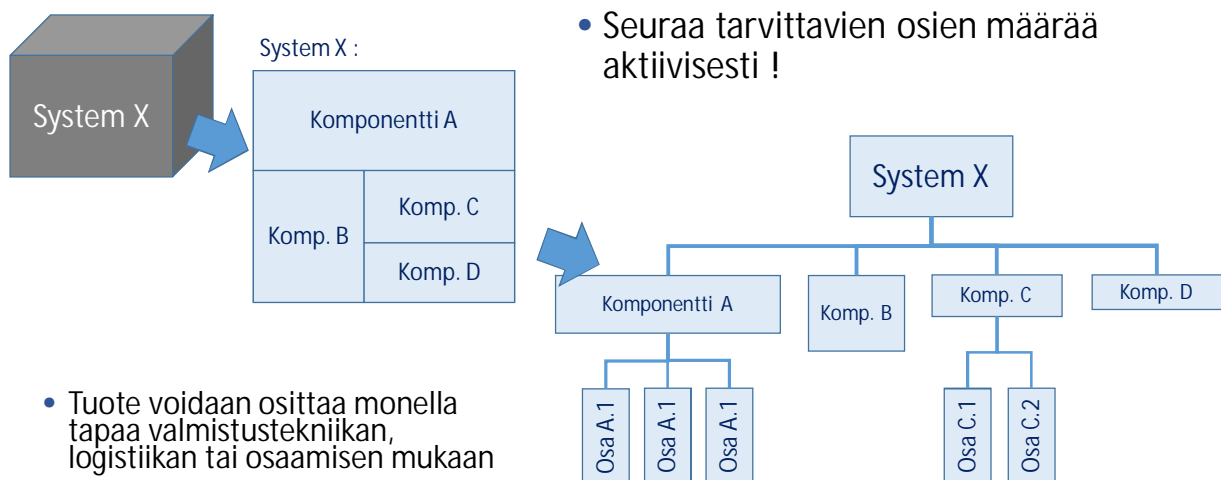 System X
System X :
Komponentti A
Komp. B
Komp. C
Komp. D
• Seuraa tarvittavien osien määrää
aktiivisesti !
System X
Komponentti A
Komp. B
Komp. C
Komp. D
Osa A.1
Osa A.1
Osa A.1
Osa C.1
Osa C.2
• Tuote voidaan osittaa monella
tapaa valmistustekniikan,
logistiikan tai osaamisen mukaan